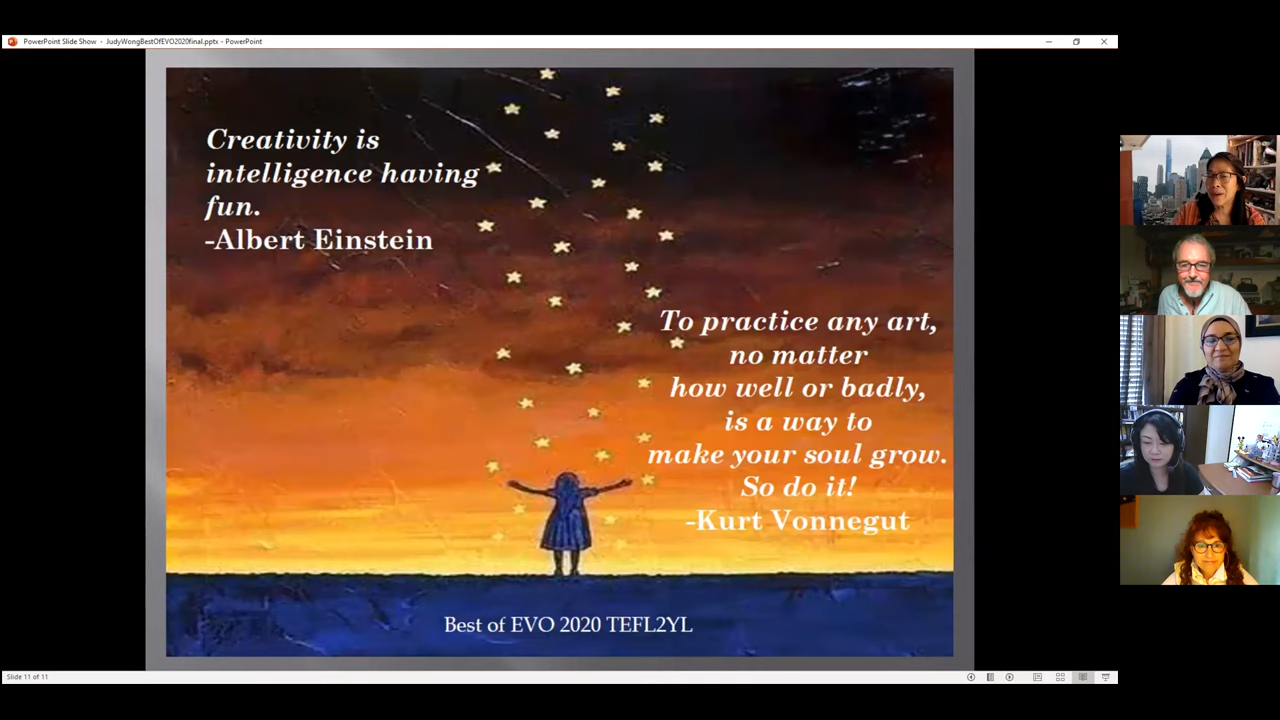 PowerPoint Slide Show - JudyWongBestOfEVO2020final.pptx - PowerPoint
Creativity is
intelligence having
fun.
-Albert Einstein
To practice any art,
no matter
how well or badly,
is a way to
make your soul grow.
So do it!
-Kurt Vonnegut
Best of EVO 2020 TEFL2YL
Slide 11 of 11